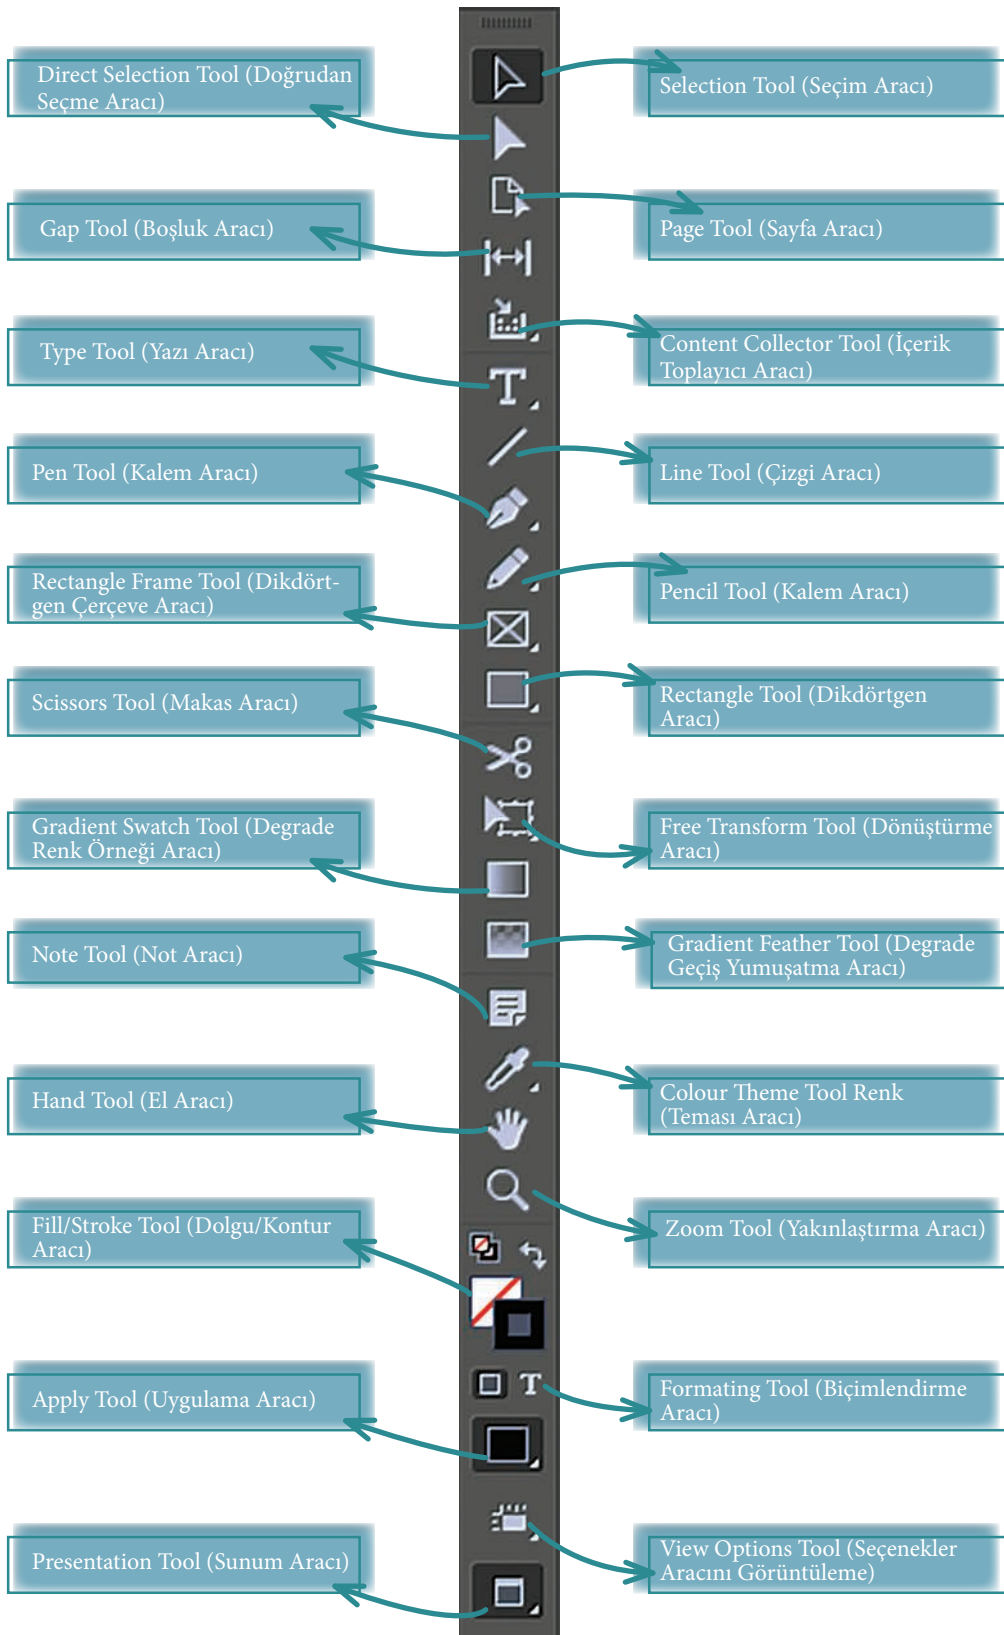 Direct Selection Tool (Doğrudan
Seçme Aracı)
Selection Tool (Seçim Aracı)
Gap Tool (Boşluk Aracı)
Page Tool (Sayfa Aracı)
Type Tool (Yazı Aracı)
Content Collector Tool (İçerik
Toplayıcı Aracı)
Pen Tool (Kalem Aracı)
Line Tool (Çizgi Aracı)
Rectangle Frame Tool (Dikdört-
gen Çerçeve Aracı)
Pencil Tool (Kalem Aracı)
Scissors Tool (Makas Aracı)
Rectangle Tool (Dikdörtgen
Aracı)
Gradient Swatch Tool (Degrade
Renk Örneği Aracı)
Free Transform Tool (Dönüştürme
Aracı)
Note Tool (Not Aracı)
Gradient Feather Tool (Degrade
Geçiş Yumuşatma Aracı)
Hand Tool (El Aracı)
Colour Theme Tool Renk
(Teması Aracı)
Fill/Stroke Tool (Dolgu/Kontur
Aracı)
Zoom Tool (Yakınlaştırma Aracı)
Apply Tool (Uygulama Aracı)
Formating Tool (Biçimlendirme
Aracı)
Presentation Tool (Sunum Aracı)
View Options Tool (Seçenekler
Aracını Görüntüleme)